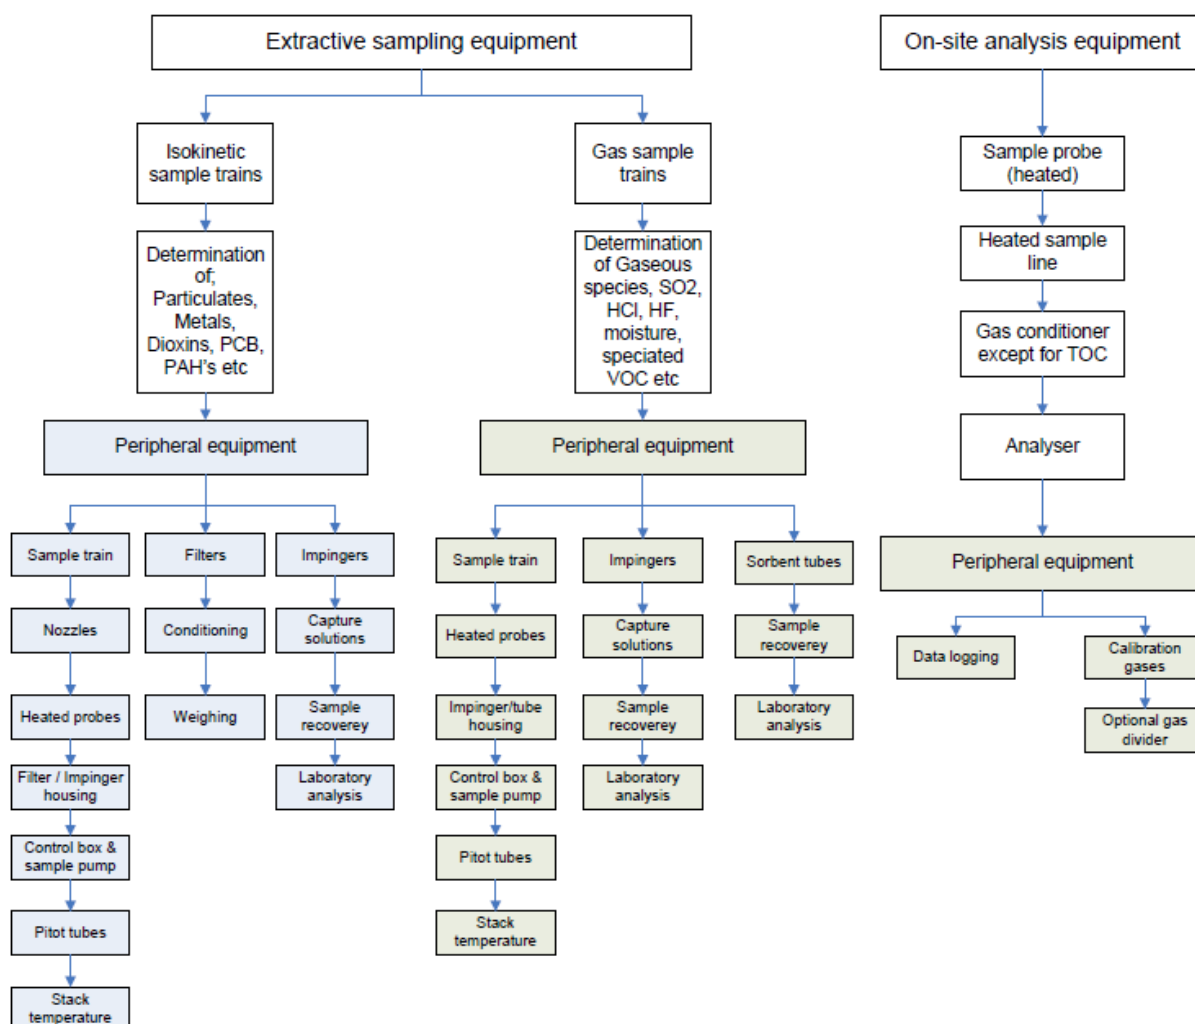 Extractive sampling equipment
On-site analysis equipment
Isokinetic
sample trains
Gas sample
trains
Sample probe
(heated)
Determination
of;
Particulates,
Metals,
Dioxins, PCB,
PAH's etc
Determination
of Gaseous
species, SO2,
HCl, HF,
moisture,
speciated
VOC etc
Heated sample
line
Gas conditioner
except for TOC
Analyser
Peripheral equipment
Sample train
Nozzles
Heated probes
Filter / Impinger
housing
Control box &
sample pump
Pitot tubes
Stack
temperature
Filters
Conditioning
Weighing
Impingers
Capture
solutions
Sample
recoverey
Laboratory
analysis
Peripheral equipment
Sample train
Heated probes
Impinger/tube
housing
Control box &
sample pump
Pitot tubes
Stack
temperature
Impingers
Capture
solutions
Sample
recoverey
Laboratory
analysis
Sorbent tubes
Sample
recoverey
Laboratory
analysis
Peripheral equipment
Data logging
Calibration
gases
Optional gas
divider